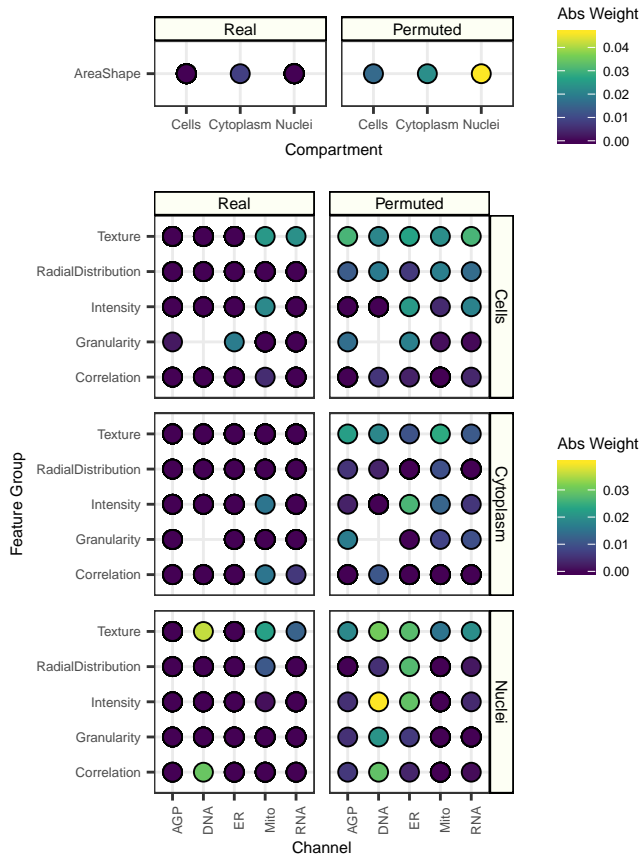 Real Permuted
AreaShape
Cells Cytoplasm Nuclei Cells Cytoplasm Nuclei
Compartment
Abs Weight
0.04
0.03
0.02
0.01
0.00
Real Permuted
Feature Group
Texture
RadialDistribution
Intensity
Granularity
Correlation
Cells
Texture
RadialDistribution
Intensity
Granularity
Correlation
Cytoplasm
Texture
RadialDistribution
Intensity
Granularity
Correlation
Nuclei
AGP DNA ER Mito RNA AGP DNA ER Mito RNA
Channel
Abs Weight
0.04
0.03
0.02
0.01
0.00